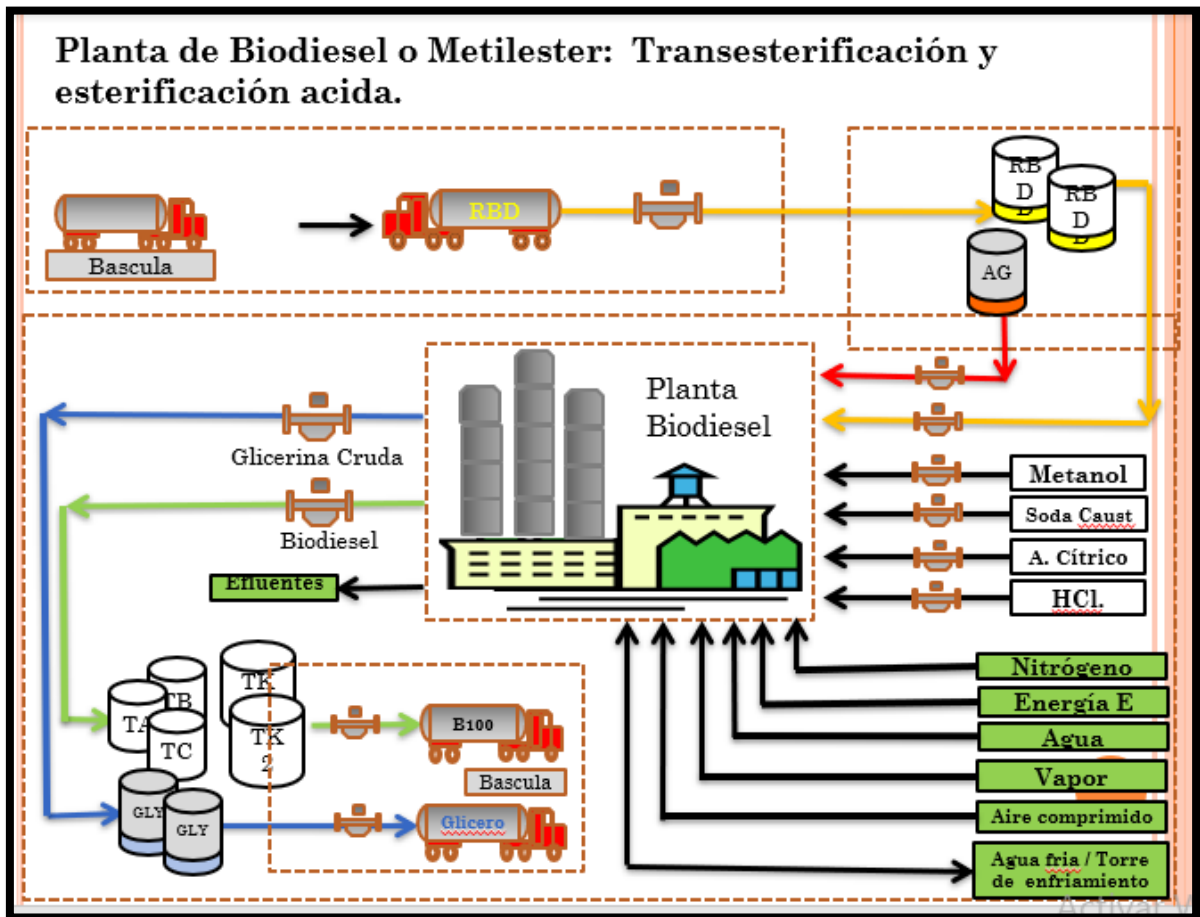 Planta de Biodiesel o Metilester: Transesterificación y
esterificación acida.
Bascula
RBD
RB
D
RB
D
AG
Planta
Biodiesel
Glicerina Cruda
Biodiesel
Efluentes
Metanol
Soda Caust
A. Cítrico
HCl.
Nitrógeno
Energía E
Agua
Vapor
Aire comprimido
Agua fria / Torre
de enfriamiento
TA
TB
TC
TK
TK
2
B100
Bascula
GLY
GLY
Glicero